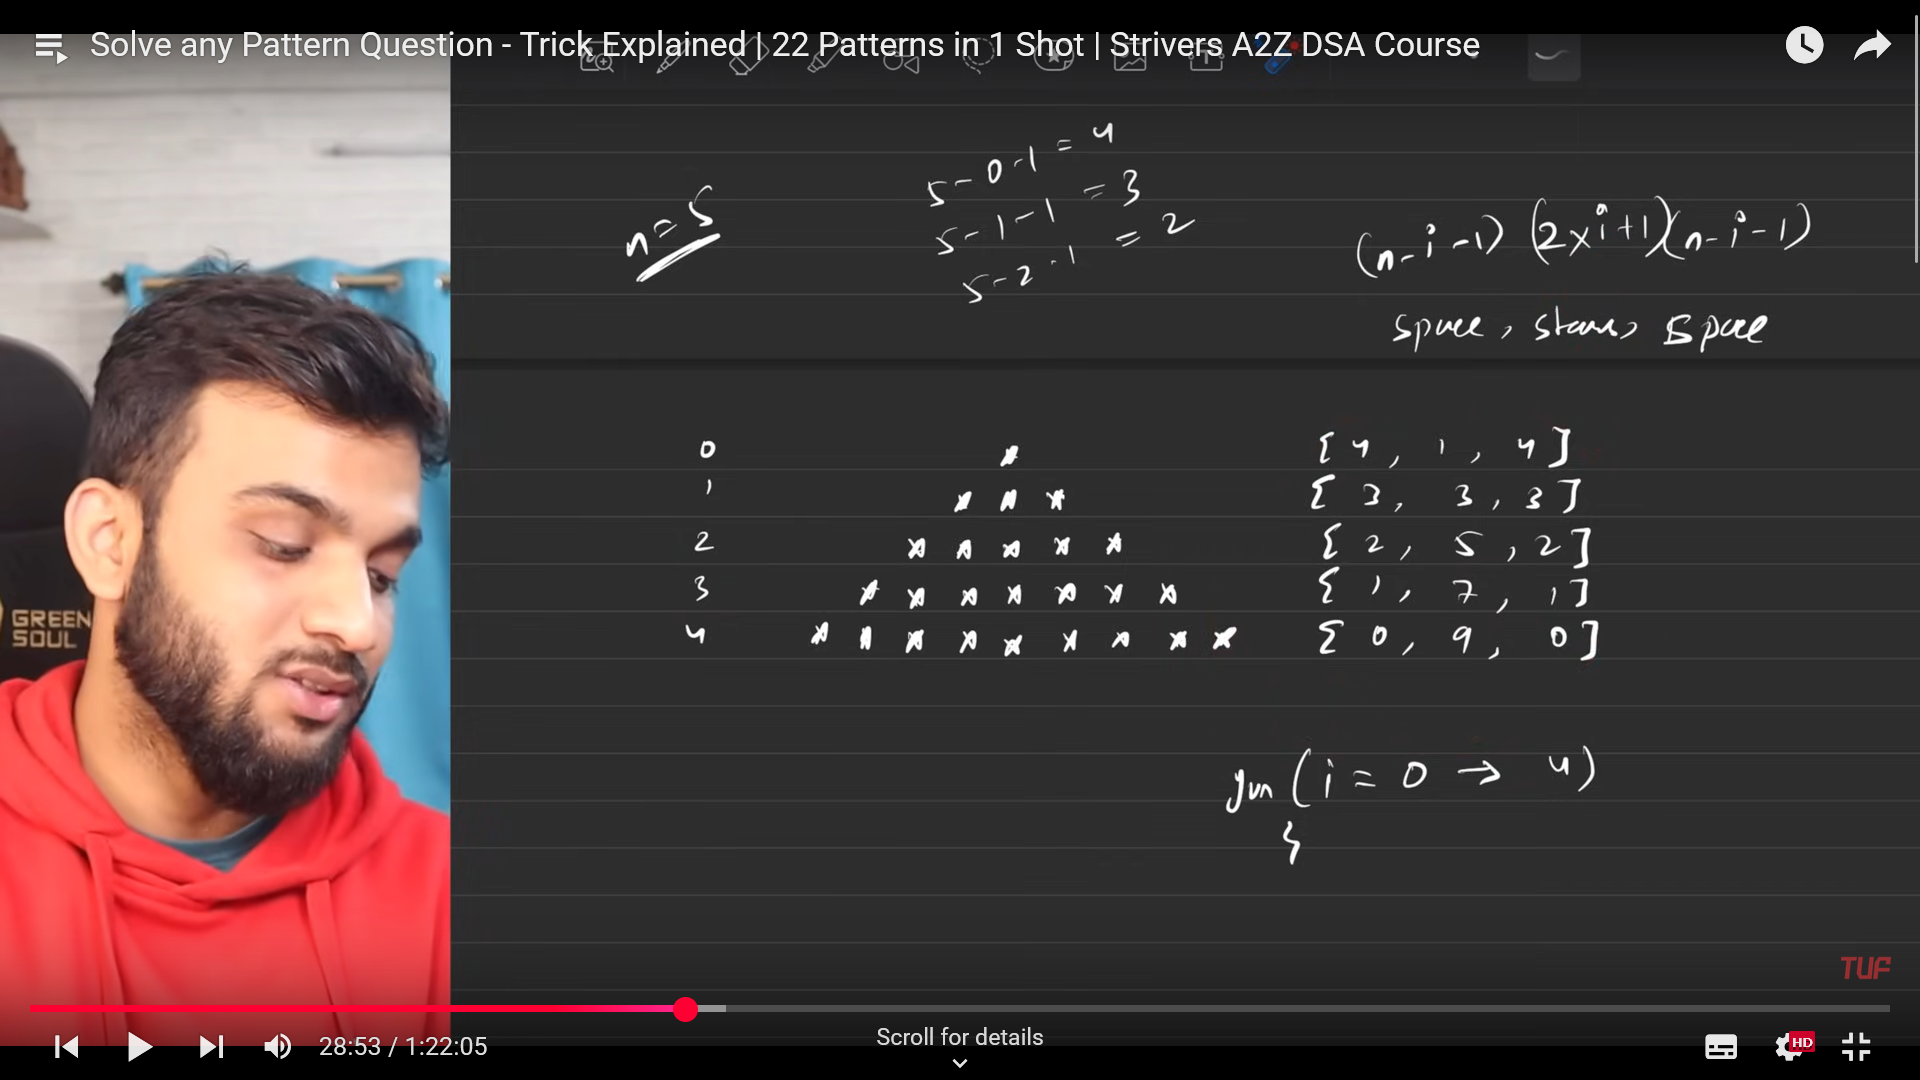 Solve any Pattern Question - Trick Explained | 22 Patterns in 1 Shot | Strivers A2Z DSA Course
n = 5
5 - 0 - 1 = 4
5 - 1 - 1 = 3
5 - 2 - 1 = 2
(n - i - 1) (2 x i + 1) (n - i - 1)
space, stars, space
0 * [4, 1, 4]
1 * * * [3, 3, 3]
2 * * * * * [2, 5, 2]
3 * * * * * * * [1, 7, 1]
4 * * * * * * * * * [0, 9, 0]
for (i = 0 → 4)
{
GREEN
SOUL
TUF
28:53 / 1:22:05
Scroll for details
HD